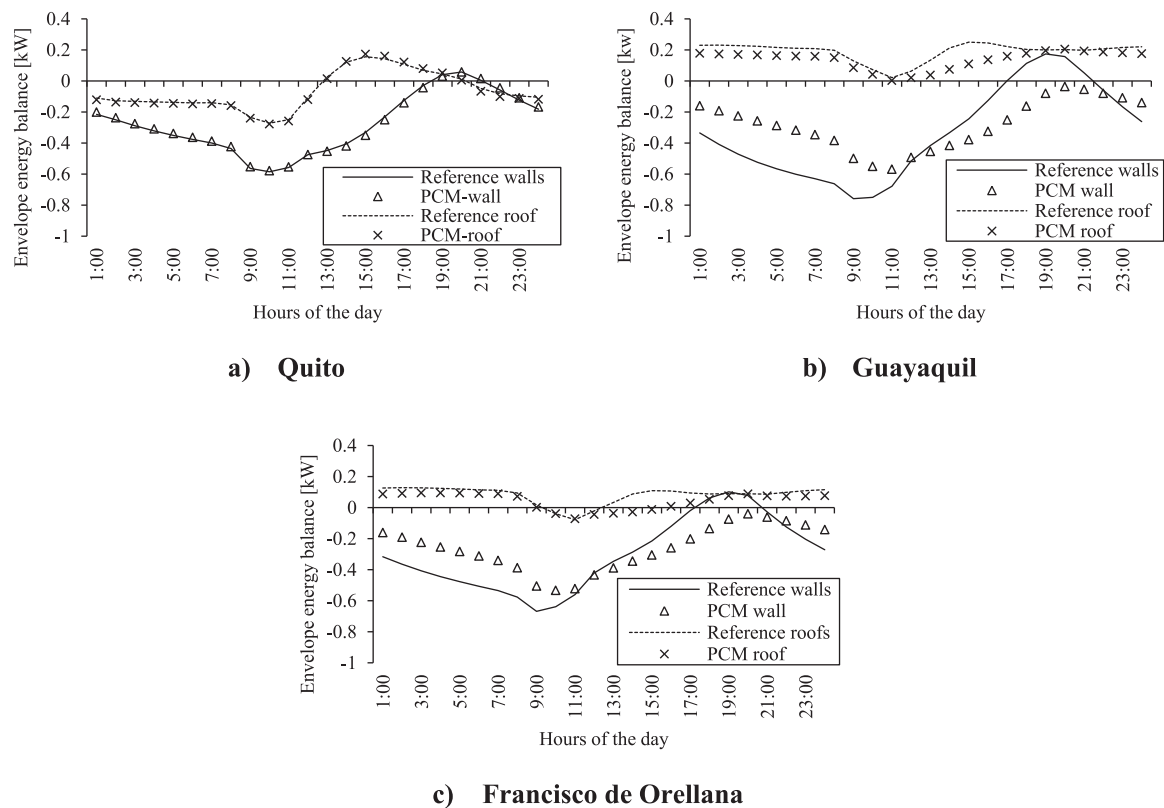 Envelope energy balance [kW]
0.4
0.2
0
-0.2
-0.4
-0.6
-0.8
-1
1:00
3:00
5:00
7:00
9:00
11:00
13:00
15:00
17:00
19:00
21:00
23:00
Reference walls
PCM-wall
Reference roof
PCM-roof
Hours of the day
a) Quito
Envelope energy balance [kw]
0.4
0.2
0
-0.2
-0.4
-0.6
-0.8
-1
1:00
3:00
5:00
7:00
9:00
11:00
13:00
15:00
17:00
19:00
21:00
23:00
Reference walls
PCM wall
Reference roof
PCM roof
Hours of the day
b) Guayaquil
Envelope energy balance [kW]
0.4
0.2
0
-0.2
-0.4
-0.6
-0.8
-1
1:00
3:00
5:00
7:00
9:00
11:00
13:00
15:00
17:00
19:00
21:00
23:00
Reference walls
PCM wall
Reference roofs
PCM roof
Hours of the day
c) Francisco de Orellana